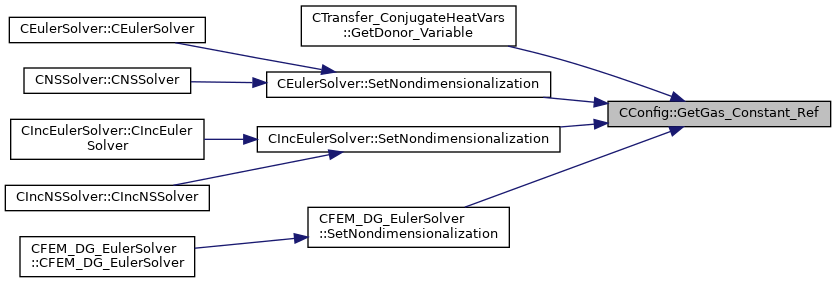 CTransfer_ConjugateHeatVars
::GetDonor_Variable
CEulerSolver::CEulerSolver
CNSSolver::CNSSolver
CEulerSolver::SetNondimensionalization
CConfig::GetGas_Constant_Ref
CIncEulerSolver::CIncEuler
Solver
CIncEulerSolver::SetNondimensionalization
CIncNSSolver::CIncNSSolver
CFEM_DG_EulerSolver
::SetNondimensionalization
CFEM_DG_EulerSolver
::CFEM_DG_EulerSolver